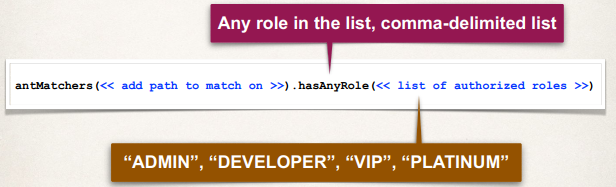 Any role in the list, comma-delimited list
antMatchers(<< add path to match on >>).hasAnyRole(<< list of authorized roles >>)
“ADMIN”, “DEVELOPER”, “VIP”, “PLATINUM”